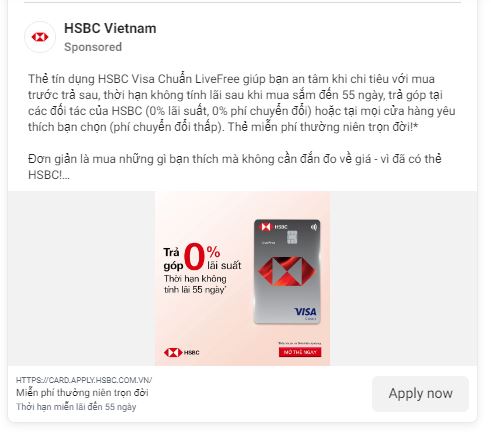 HSBC Vietnam
Sponsored
Thẻ tín dụng HSBC Visa Chuẩn LiveFree giúp bạn an tâm khi chi tiêu với mua
trước trả sau, thời hạn không tính lãi sau khi mua sắm đến 55 ngày, trả góp tại
các đối tác của HSBC (0% lãi suất, 0% phí chuyển đổi) hoặc tại mọi cửa hàng yêu
thích bạn chọn (phí chuyển đổi thấp). Thẻ miễn phí thường niên trọn đời!*
Đơn giản là mua những gì bạn thích mà không cần đắn đo về giá - vì đã có thẻ
HSBC!...
HSBC
LiveFree
Trả góp 0% lãi suất
Thời hạn không
tính lãi 55 ngày*
VISA
HSBC
MỞ THẺ NGAY
HTTPS://CARD.APPLY.HSBC.COM.VN/
Miễn phí thường niên trọn đời
Thời hạn miễn lãi đến 55 ngày
Apply now